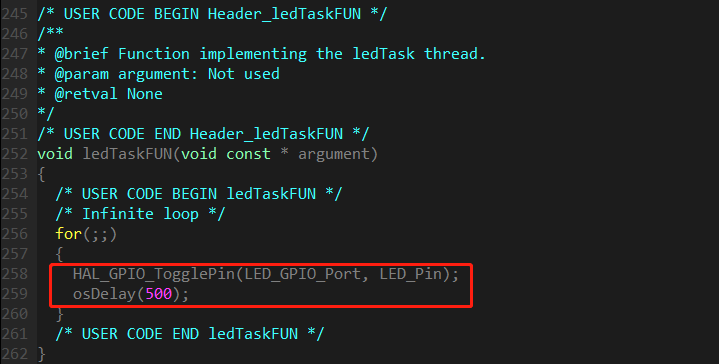 245 /* USER CODE BEGIN Header_ledTaskFUN */
246 /**
247 * @brief Function implementing the ledTask thread.
248 * @param argument: Not used
249 * @retval None
250 */
251 /* USER CODE END Header_ledTaskFUN */
252 void ledTaskFUN(void const * argument)
253 {
254   /* USER CODE BEGIN ledTaskFUN */
255   /* Infinite loop */
256   for(;;)
257   {
258     HAL_GPIO_TogglePin(LED_GPIO_Port, LED_Pin);
259     osDelay(500);
260   }
261   /* USER CODE END ledTaskFUN */
262 }